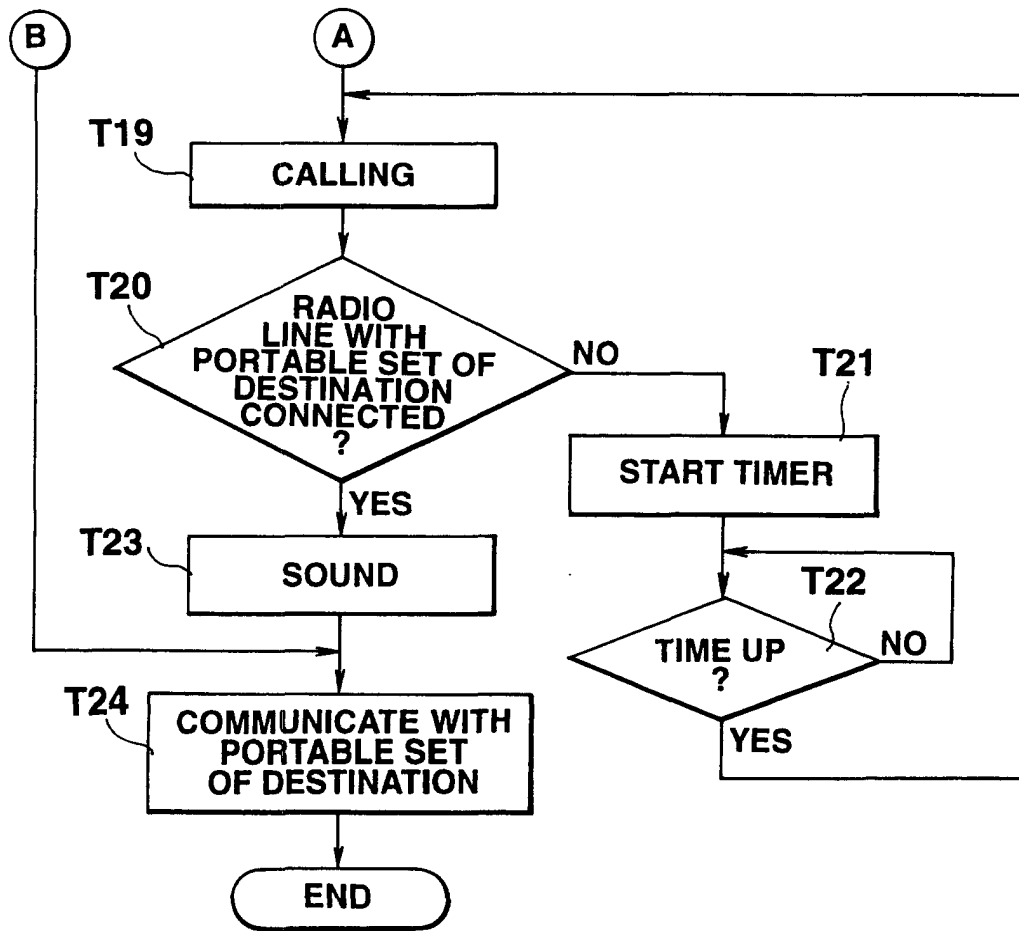 B
A
T19
CALLING
T20
RADIO
LINE WITH
PORTABLE SET OF
DESTINATION
CONNECTED
?
NO
T21
START TIMER
YES
T23
SOUND
T22
TIME UP
?
NO
T24
COMMUNICATE WITH
PORTABLE SET
OF DESTINATION
YES
END